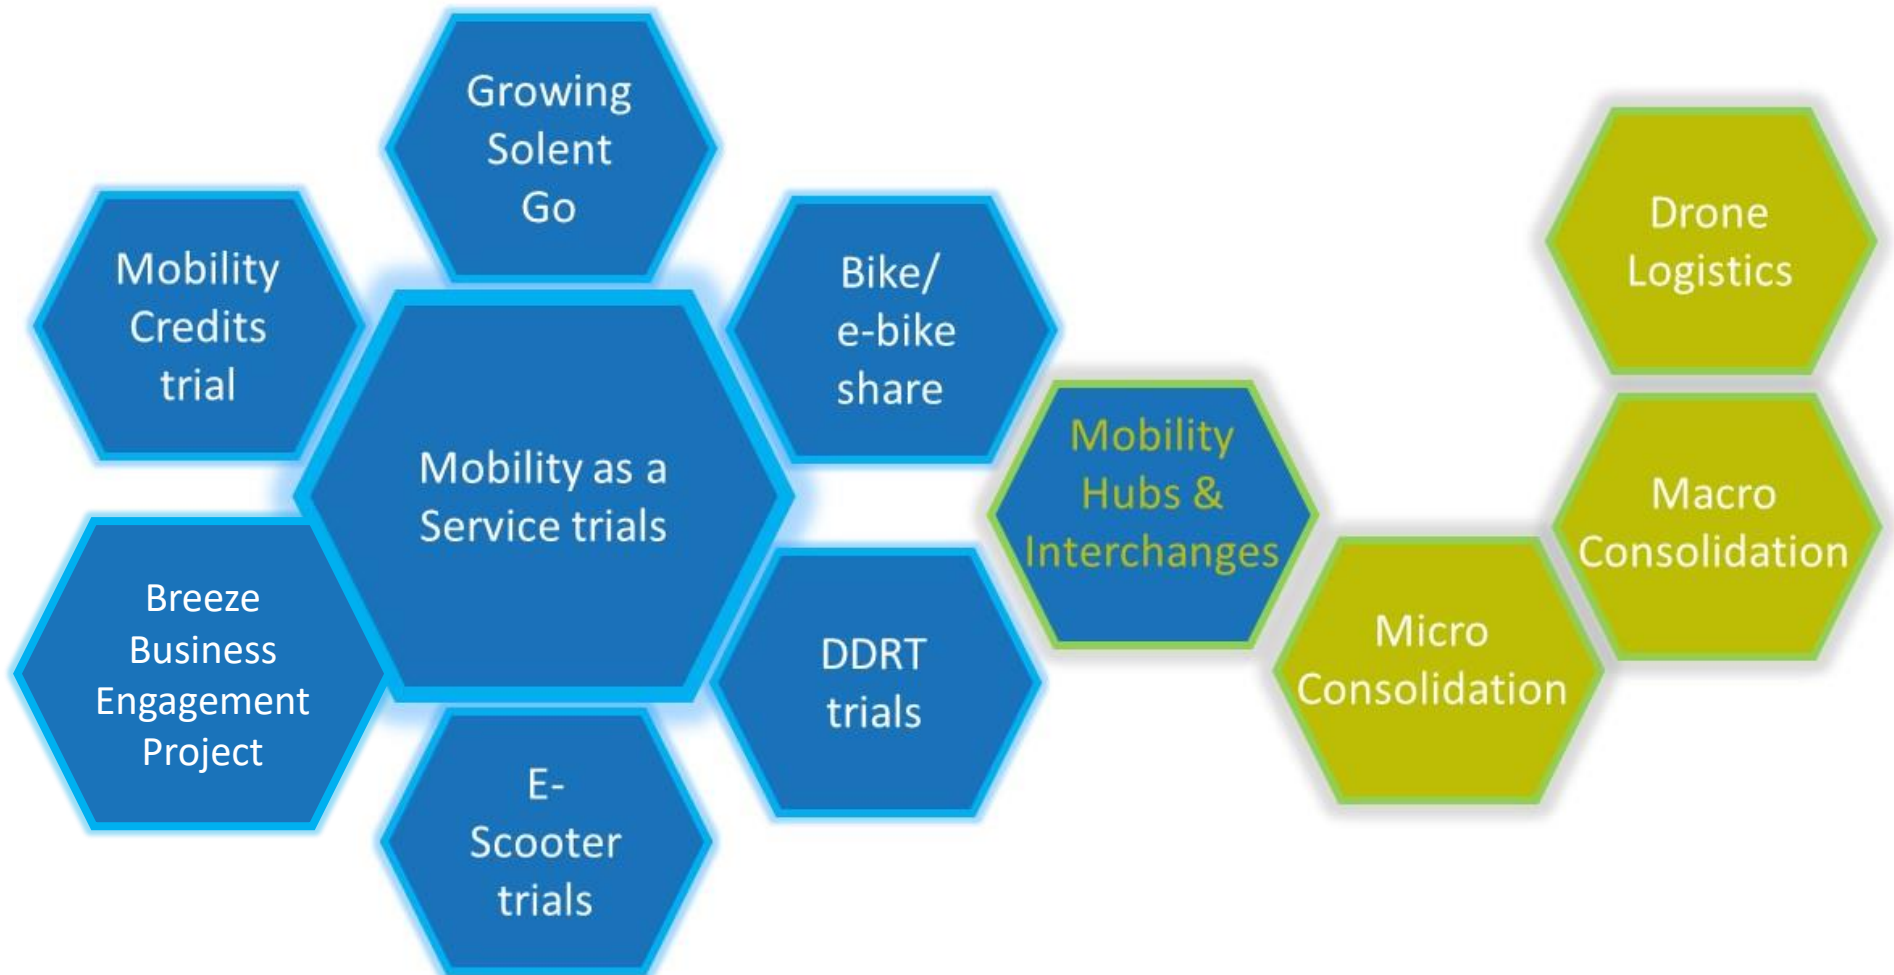 Growing
Solent
Go
Mobility
Credits
trial
Bike/
e-bike
share
Mobility as a
Service trials
Breeze
Business
Engagement
Project
E-
Scooter
trials
DDRT
trials
Mobility
Hubs &
Interchanges
Micro
Consolidation
Macro
Consolidation
Drone
Logistics